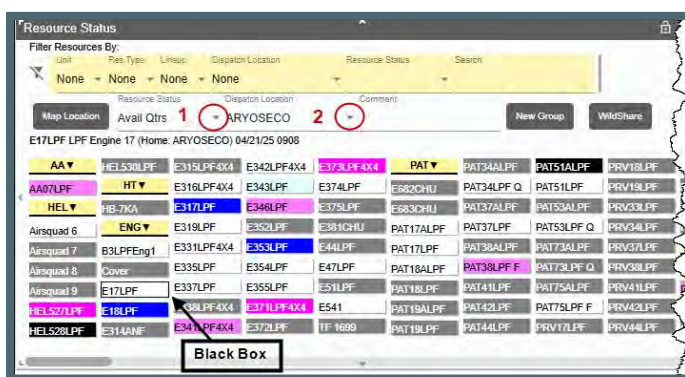 Resource Status
Filter Resources By:
Unit Res.Type Lineup Dispatch Location Resource Status Search
None None None None
Resource Status Dispatch Location Comment
Map Location Avail Qtrs 1 ARYOSECO 2 New Group WildShare
E17LPF LPF Engine 17 (Home: ARYOSECO) 04/21/25 0908
AA▼ HEL530LPF E315LPF4X4 E342LPF4X4 E373LPF4X4 PAT▼ PAT34ALPF PAT51ALPF PRV18LPF
AA07LPF HT▼ E316LPF4X4 E343LPF E374LPF E682CHU PAT34LPF Q PAT51LPF PRV19LPF
HEL▼ HB-7KA E317LPF E346LPF E375LPF E683CHU PAT37ALPF PAT53ALPF PRV33LPF
Airsquad 6 ENG▼ E319LPF E352LPF E381CHU PAT17ALPF PAT37LPF PAT53LPF Q PRV34LPF
Airsquad 7 B3LPFEng1 E331LPF4X4 E353LPF E44LPF PAT17LPF PAT38ALPF PAT73ALPF PRV37LPF
Airsquad 8 Cover E335LPF E354LPF E47LPF PAT18ALPF PAT38LPF F PAT73LPF Q PRV38LPF
Airsquad 9 E17LPF E337LPF E355LPF E51LPF PAT18LPF PAT41LPF PAT75ALPF PRV41LPF
HEL527LPF E18LPF E338LPF4X4 E371LPF4X4 E541 PAT19ALPF PAT42LPF PAT75LPF F PRV42LPF
HEL528LPF E314ANF E341LPF4X4 E372LPF TF 1699 PAT19LPF PAT44LPF PRV17LPF PRV44LPF
Black Box